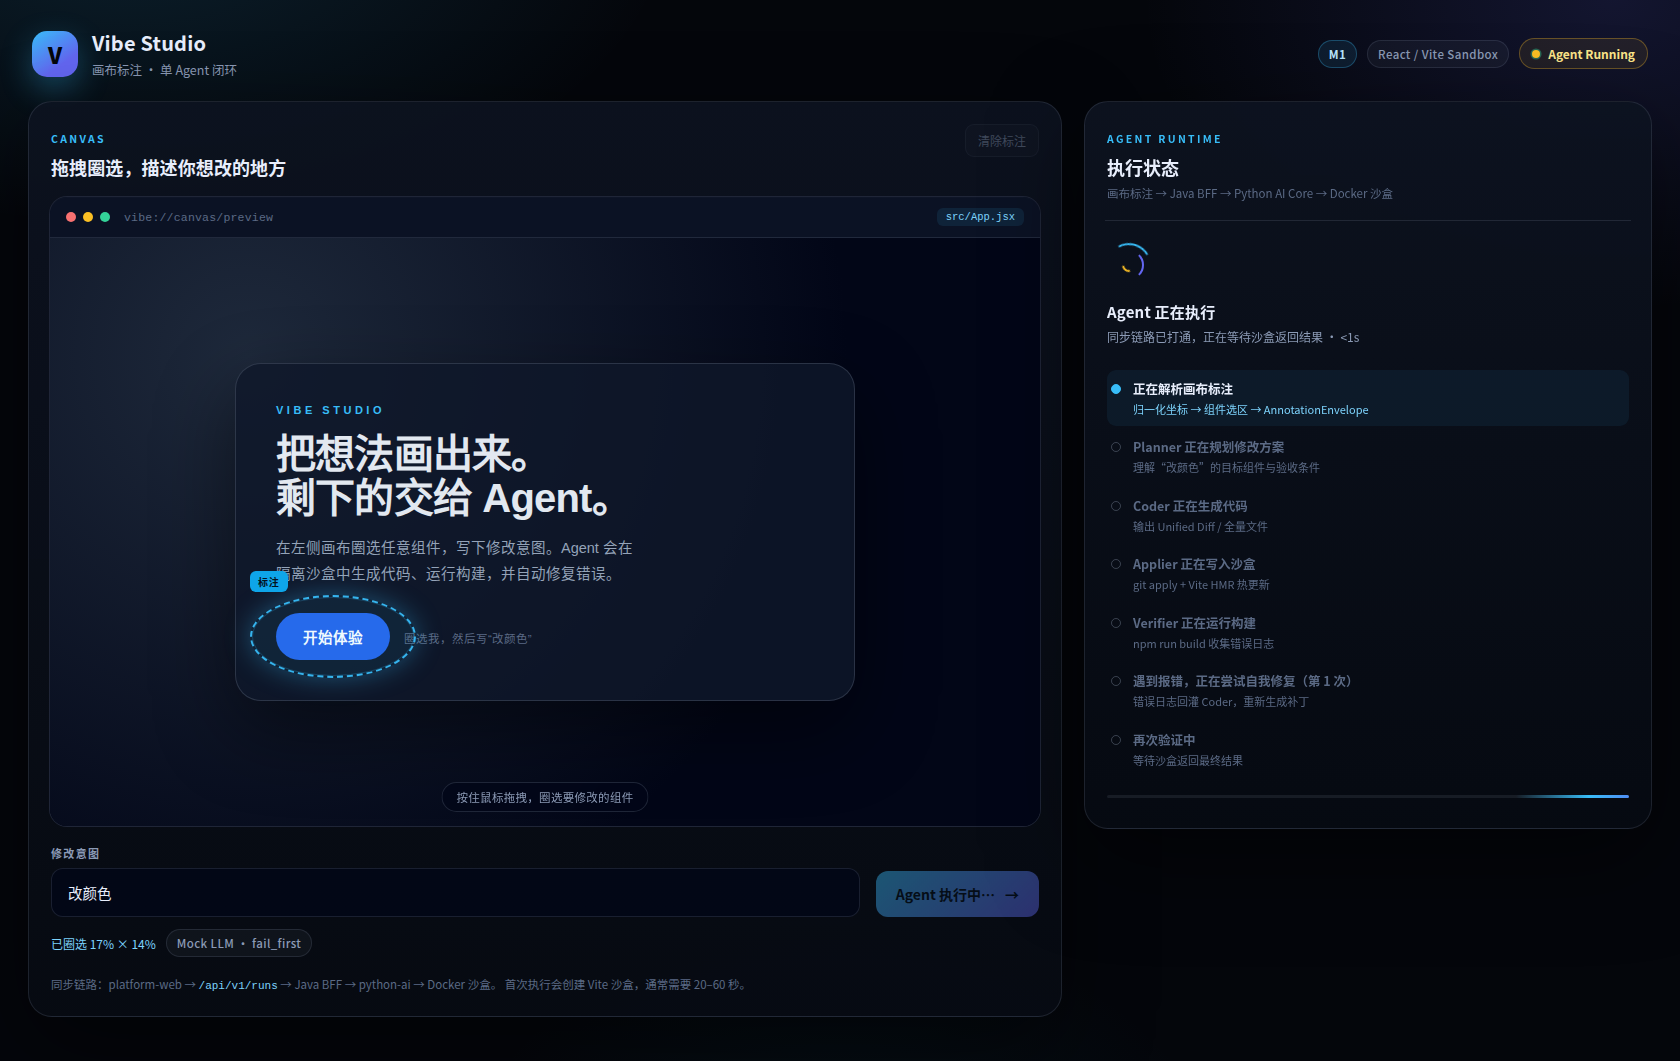 V
Vibe Studio
画布标注 · 单 Agent 闭环
M1
React / Vite Sandbox
Agent Running
CANVAS
拖拽圈选，描述你想改的地方
清除标注
vibe://canvas/preview
src/App.jsx
VIBE STUDIO
把想法画出来。
剩下的交给 Agent。
在左侧画布圈选任意组件，写下修改意图。Agent 会在
隔离沙盒中生成代码、运行构建，并自动修复错误。
标注
开始体验
圈选我，然后写"改颜色"
按住鼠标拖拽，圈选要修改的组件
修改意图
改颜色
Agent 执行中… →
已圈选 17% × 14%
Mock LLM · fail_first
同步链路：platform-web → /api/v1/runs → Java BFF → python-ai → Docker 沙盒。 首次执行会创建 Vite 沙盒，通常需要 20–60 秒。
AGENT RUNTIME
执行状态
画布标注 → Java BFF → Python AI Core → Docker 沙盒
Agent 正在执行
同步链路已打通，正在等待沙盒返回结果 · <1s
正在解析画布标注
归一化坐标 → 组件选区 → AnnotationEnvelope
Planner 正在规划修改方案
理解“改颜色”的目标组件与验收条件
Coder 正在生成代码
输出 Unified Diff / 全量文件
Applier 正在写入沙盒
git apply + Vite HMR 热更新
Verifier 正在运行构建
npm run build 收集错误日志
遇到报错，正在尝试自我修复（第 1 次）
错误日志回灌 Coder，重新生成补丁
再次验证中
等待沙盒返回最终结果